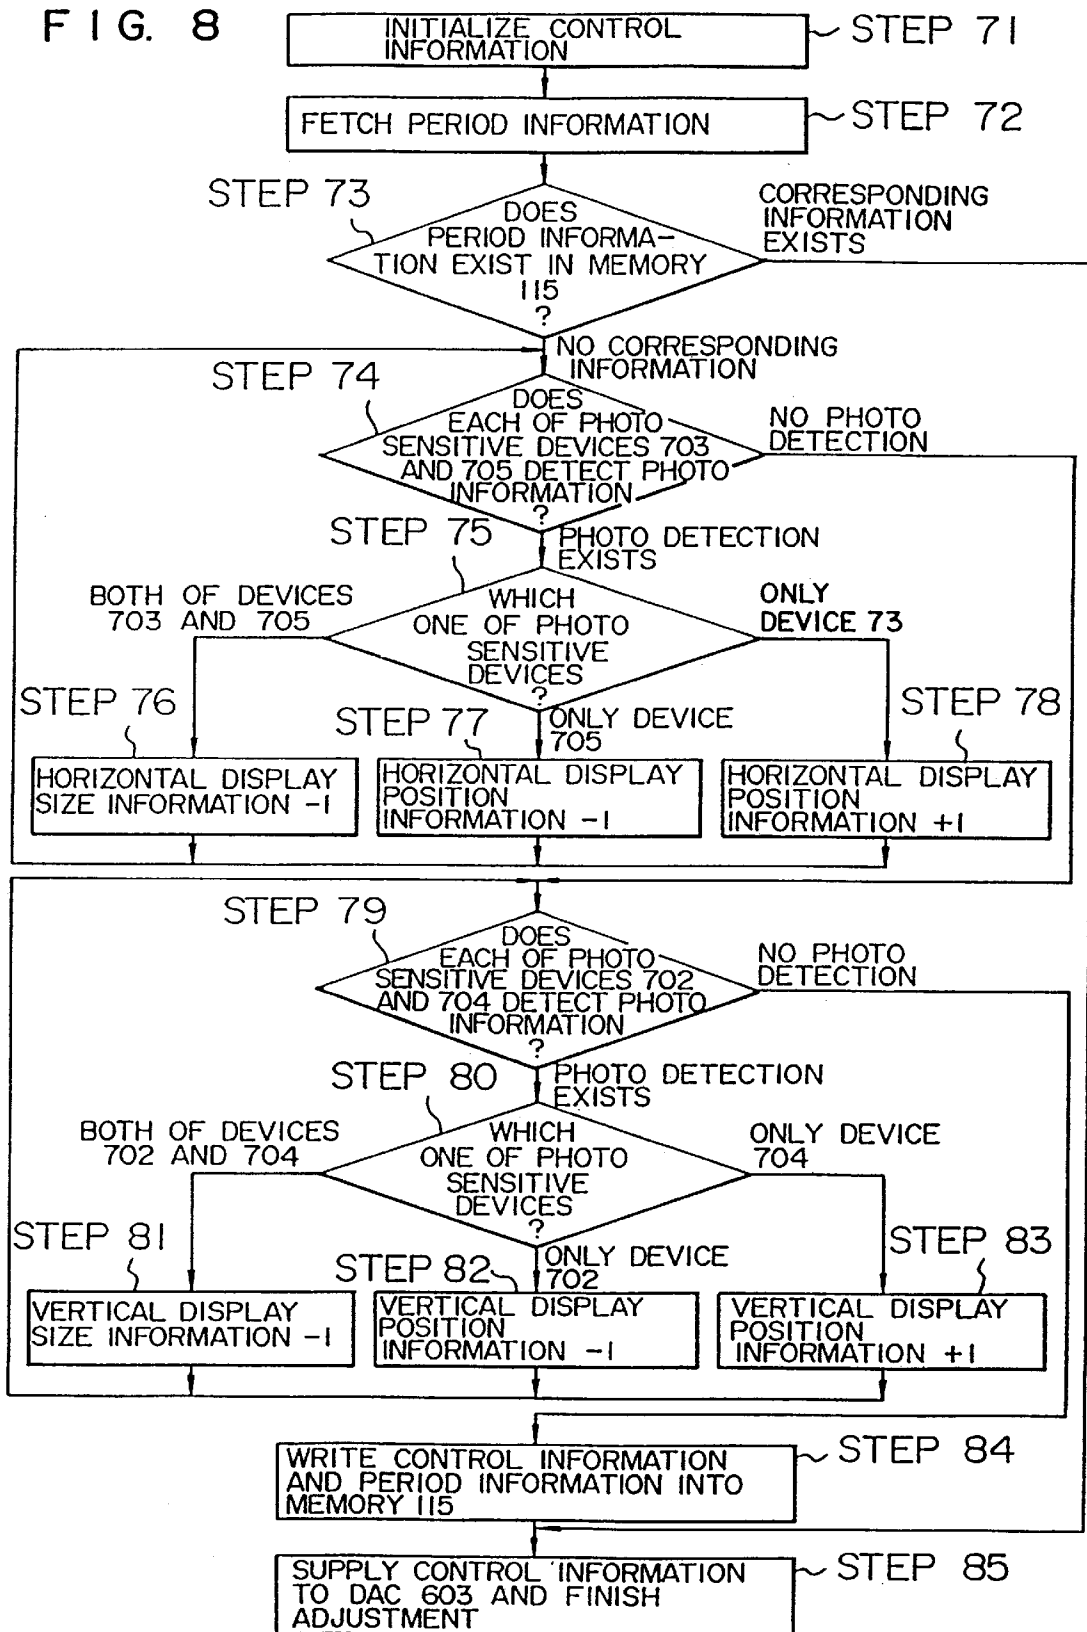 FIG. 8
INITIALIZE CONTROL
INFORMATION
STEP 71
FETCH PERIOD INFORMATION
STEP 72
STEP 73
DOES
PERIOD INFORMA-
TION EXIST IN MEMORY
115
?
CORRESPONDING
INFORMATION
EXISTS
NO CORRESPONDING
INFORMATION
STEP 74
DOES
EACH OF PHOTO
SENSITIVE DEVICES 703
AND 705 DETECT PHOTO
INFORMATION
?
NO PHOTO
DETECTION
PHOTO DETECTION
EXISTS
STEP 75
WHICH
ONE OF PHOTO
SENSITIVE
DEVICES
?
BOTH OF DEVICES
703 AND 705
ONLY
DEVICE 73
ONLY DEVICE
705
STEP 76
HORIZONTAL DISPLAY
SIZE INFORMATION -1
STEP 77
HORIZONTAL DISPLAY
POSITION
INFORMATION -1
STEP 78
HORIZONTAL DISPLAY
POSITION
INFORMATION +1
STEP 79
DOES
EACH OF PHOTO
SENSITIVE DEVICES 702
AND 704 DETECT PHOTO
INFORMATION
?
NO PHOTO
DETECTION
PHOTO DETECTION
EXISTS
STEP 80
WHICH
ONE OF PHOTO
SENSITIVE
DEVICES
?
BOTH OF DEVICES
702 AND 704
ONLY DEVICE
704
ONLY DEVICE
702
STEP 81
VERTICAL DISPLAY
SIZE INFORMATION -1
STEP 82
VERTICAL DISPLAY
POSITION
INFORMATION -1
STEP 83
VERTICAL DISPLAY
POSITION
INFORMATION +1
WRITE CONTROL INFORMATION
AND PERIOD INFORMATION INTO
MEMORY 115
STEP 84
SUPPLY CONTROL INFORMATION
TO DAC 603 AND FINISH
ADJUSTMENT
STEP 85